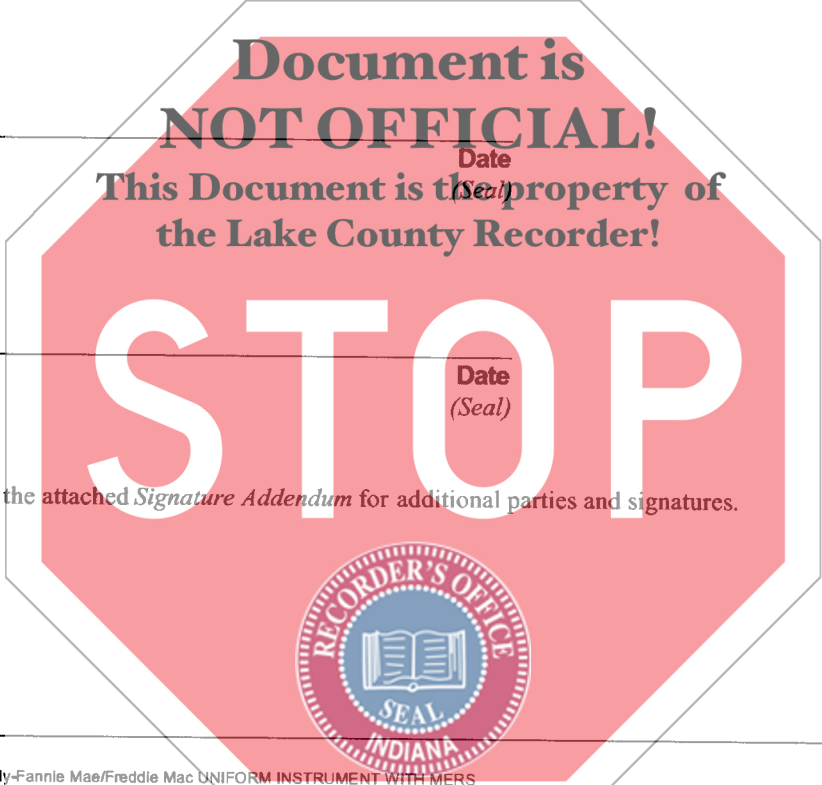 Document is
NOT OFFICIAL!
Date
This Document is the property of
(Seal)
the Lake County Recorder!
STOP
Date
(Seal)
the attached Signature Addendum for additional parties and signatures.
RECORDER'S OFFICE
SEAL
INDIANA
ly-Fannie Mae/Freddie Mac UNIFORM INSTRUMENT WITH MERS